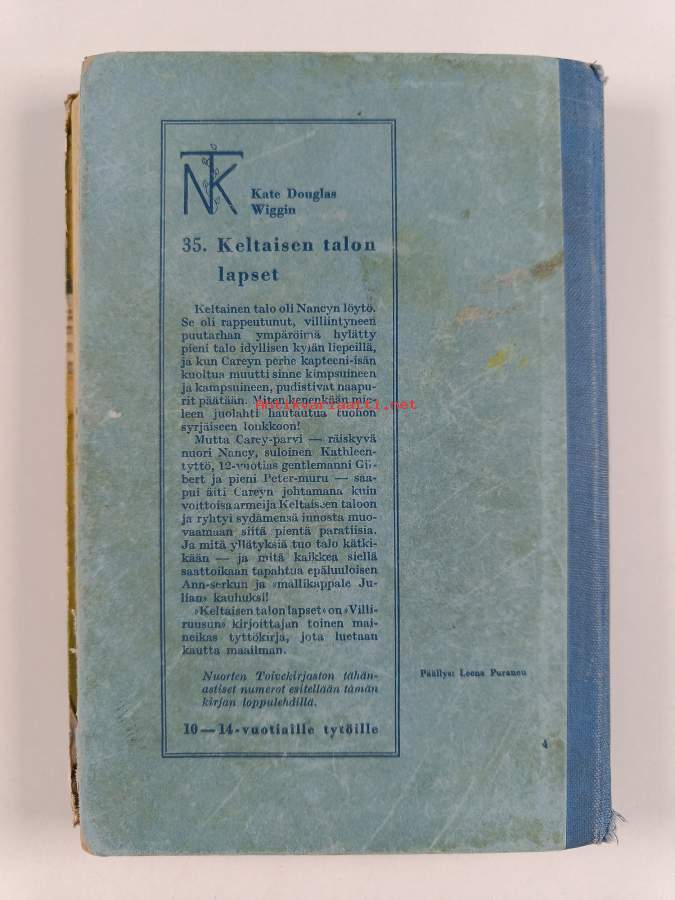 NTK
Kate Douglas
Wiggin
35. Keltaisen talon
lapset
Keltainen talo oli Nancyn löytö.
Se oli rappeutunut, villiintyneen
puutarhan ympäröimä hylätty
pieni talo idyllisen kylän liepeillä,
ja kun Careyn perhe kapteeni-isän
kuoltua muutti sinne kimpsuineen
ja kampsuineen, pudistivat naapu-
rit päätään. Miten kenenkään mie-
Antikvariaatti.net
leen juolahti hautautua tuohon
syrjäiseen loukkoon!
Mutta Carey-parvi — räiskyvä
nuori Nancy, suloinen Kathleen-
tyttö, 12-vuotias gentlemanni Gil-
bert ja pieni Peter-muru — saa-
pui äiti Careyn johtamana kuin
voittoisa armeija Keltaiseen taloon
ja ryhtyi sydämensä innosta muo-
vaamaan siitä pientä paratiisia.
Ja mitä yllätyksiä tuo talo kätki-
kään — ja mitä kaikkea siellä
saattoikaan tapahtua epäluuloisen
Ann-serkun ja »mallikappale Ju-
lian» kauhuksi!
»Keltaisen talon lapset» on »Villi-
ruusun» kirjoittajan toinen mai-
neikas tyttökirja, jota luetaan
kautta maailman.
Nuorten Toivekirjaston tähän-
astiset numerot esitellään tämän
kirjan loppulehdillä.
10—14-vuotiaille tytöille
Päällys: Leena Puranen
4